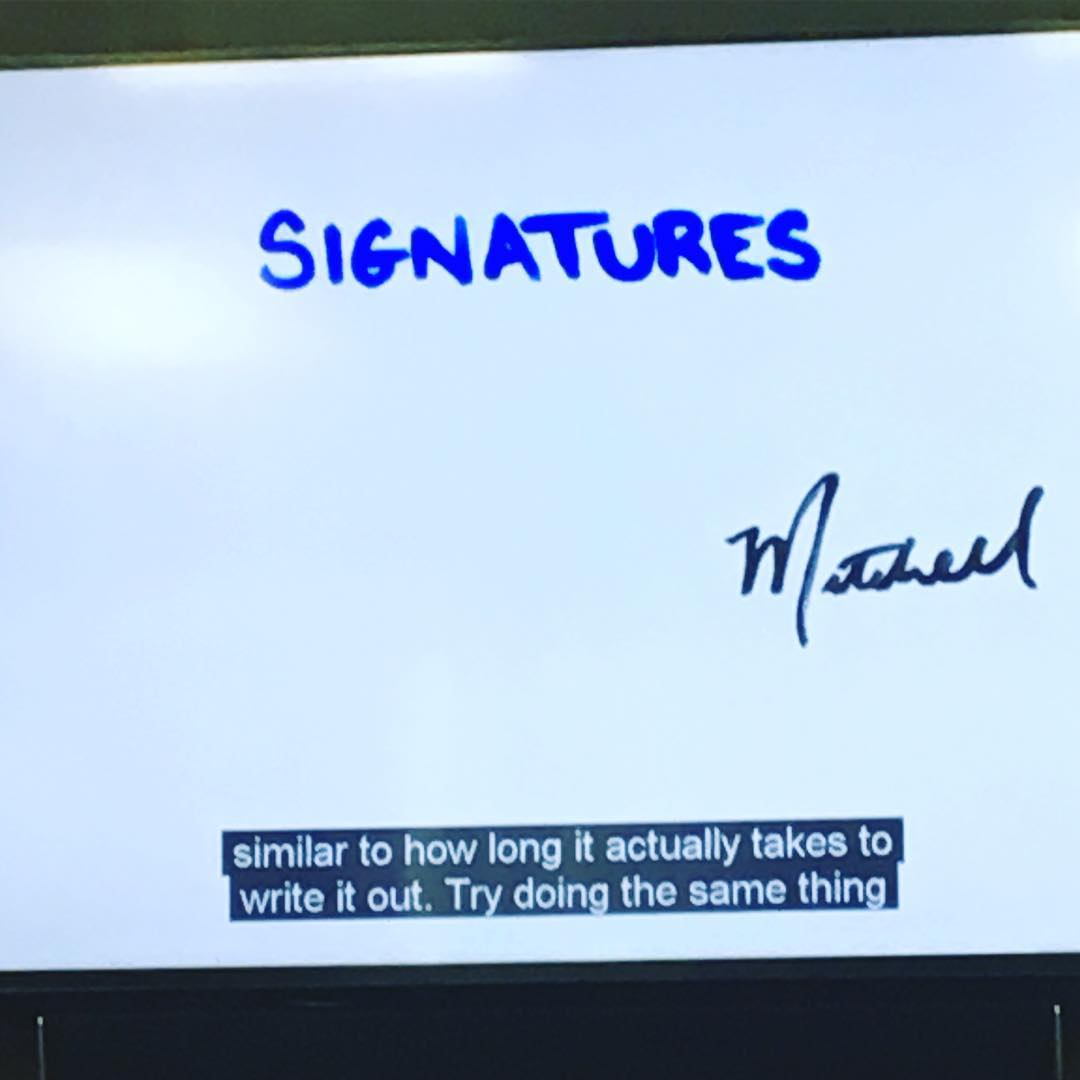 SIGNATURES
Mitchell
similar to how long it actually takes to
write it out. Try doing the same thing